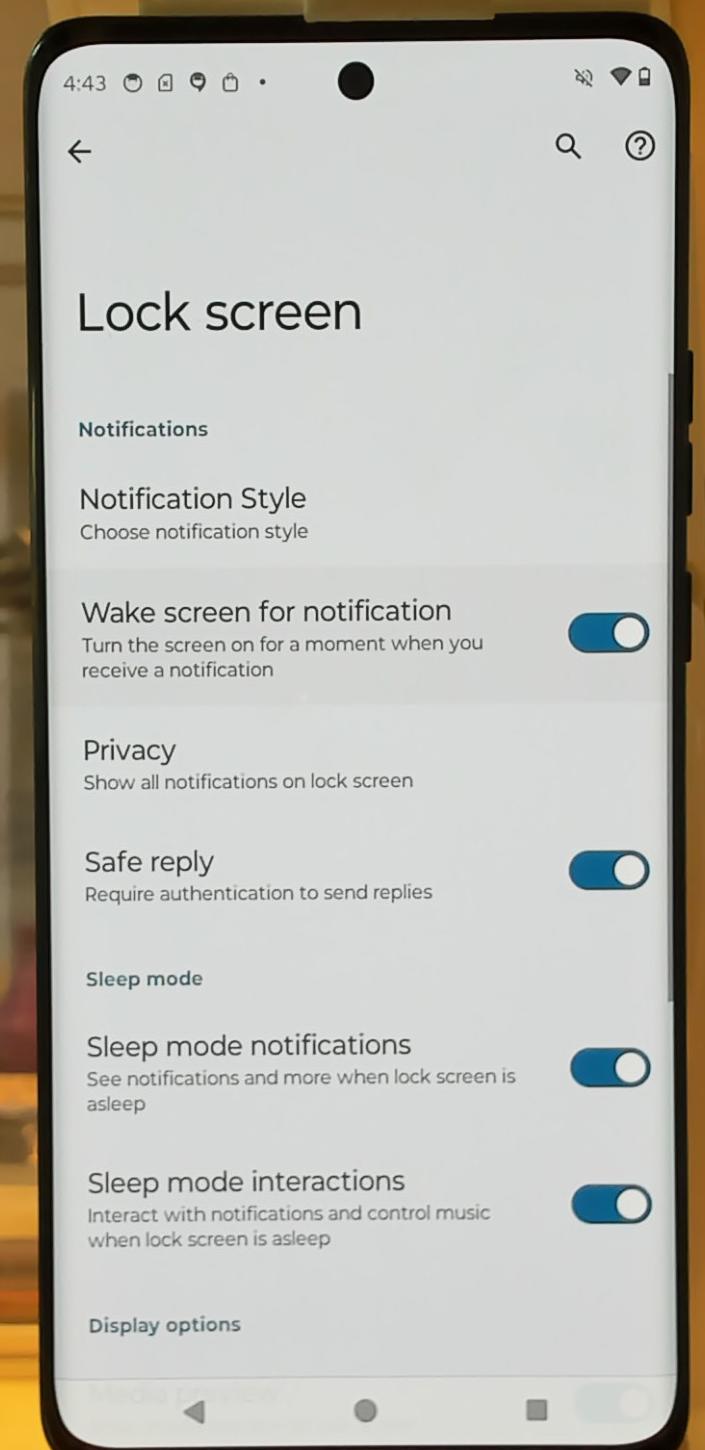 4:43
Lock screen
Notifications
Notification Style
Choose notification style
Wake screen for notification
Turn the screen on for a moment when you
receive a notification
Privacy
Show all notifications on lock screen
Safe reply
Require authentication to send replies
Sleep mode
Sleep mode notifications
See notifications and more when lock screen is
asleep
Sleep mode interactions
Interact with notifications and control music
when lock screen is asleep
Display options
Media preview